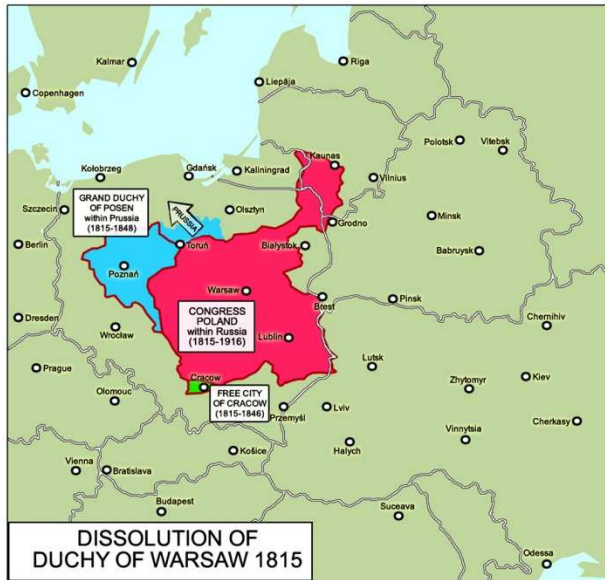 Kalmar
Riga
Copenhagen
Liepāja
Polotsk
Vitebsk
Kaunas
Kołobrzeg
Gdańsk
Kaliningrad
Vilnius
GRAND DUCHY
OF POSEN
within Prussia
(1815-1848)
PRUSSIA
Szczecin
Olsztyn
Minsk
Grodno
Berlin
Toruń
Białystok
Babruysk
Poznań
Warsaw
Brest
Pinsk
CONGRESS
POLAND
within Russia
(1815-1916)
Chernihiv
Dresden
Wrocław
Lublin
Prague
Lutsk
Cracow
Zhytomyr
Kiev
Olomouc
FREE CITY
OF CRACOW
(1815-1846)
Przemyśl
Lviv
Cherkasy
Halych
Vinnytsia
Košice
Vienna
Bratislava
Budapest
Suceava
DISSOLUTION OF
DUCHY OF WARSAW 1815
Odessa